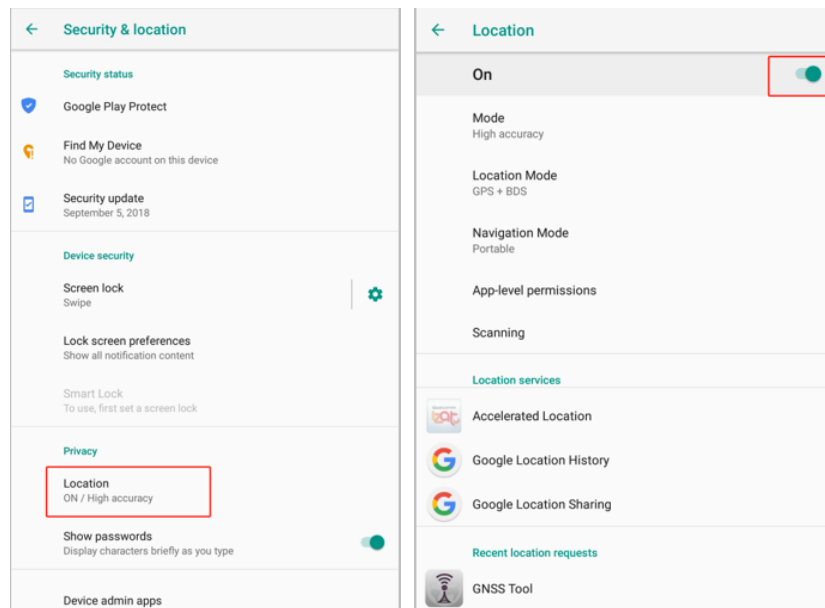 Security & location
Security status
Google Play Protect
Find My Device
No Google account on this device
Security update
September 5, 2018
Device security
Screen lock
Swipe
Lock screen preferences
Show all notification content
Smart Lock
To use, first set a screen lock
Privacy
Location
ON / High accuracy
Show passwords
Display characters briefly as you type
Device admin apps
Location
On
Mode
High accuracy
Location Mode
GPS + BDS
Navigation Mode
Portable
App-level permissions
Scanning
Location services
Accelerated Location
Google Location History
Google Location Sharing
Recent location requests
GNSS Tool